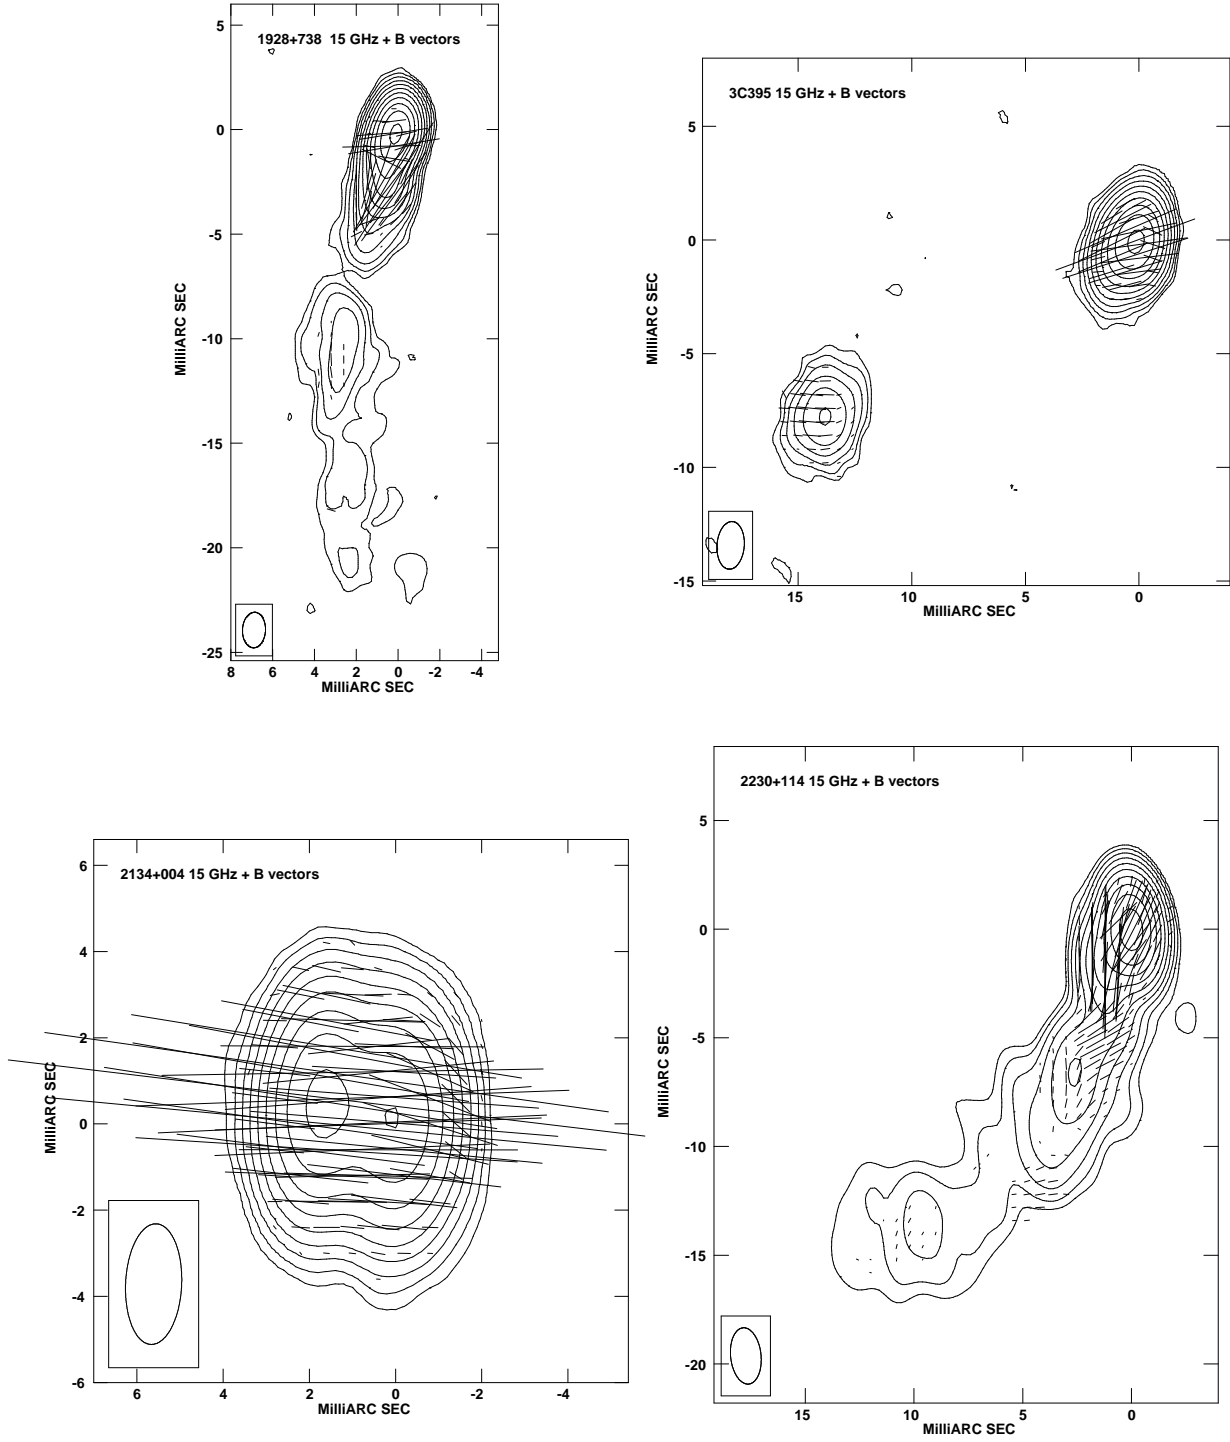 1928+738 15 GHz + B vectors
5
0
-5
-10
-15
-20
-25
MilliARC SEC
8 6 4 2 0 -2 -4
MilliARC SEC
3C395 15 GHz + B vectors
5
0
-5
-10
-15
MilliARC SEC
15 10 5 0
MilliARC SEC
2134+004 15 GHz + B vectors
6
4
2
0
-2
-4
-6
MilliARC SEC
6 4 2 0 -2 -4
MilliARC SEC
2230+114 15 GHz + B vectors
5
0
-5
-10
-15
-20
MilliARC SEC
15 10 5 0
MilliARC SEC